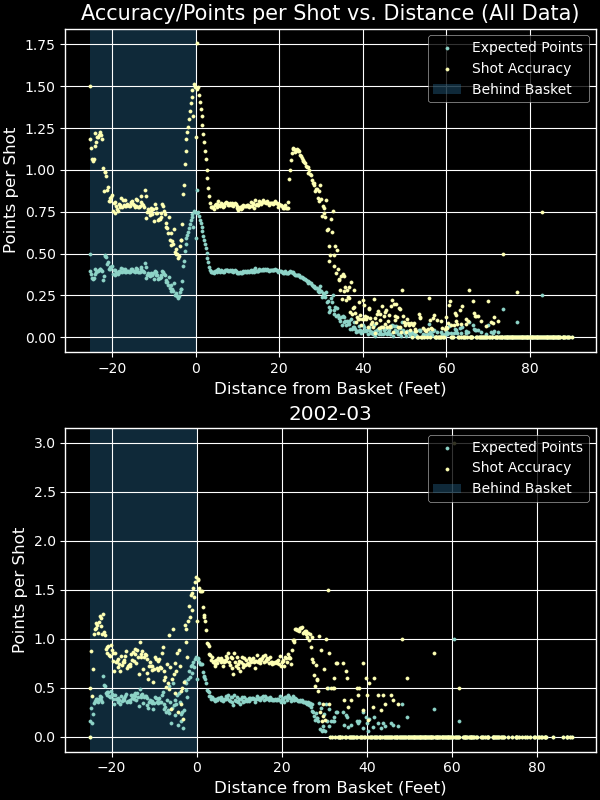 Accuracy/Points per Shot vs. Distance (All Data)
Points per Shot
1.75
1.50
1.25
1.00
0.75
0.50
0.25
0.00
Expected Points
Shot Accuracy
Behind Basket
−20 0 20 40 60 80
Distance from Basket (Feet)
2002-03
Points per Shot
3.0
2.5
2.0
1.5
1.0
0.5
0.0
Expected Points
Shot Accuracy
Behind Basket
−20 0 20 40 60 80
Distance from Basket (Feet)